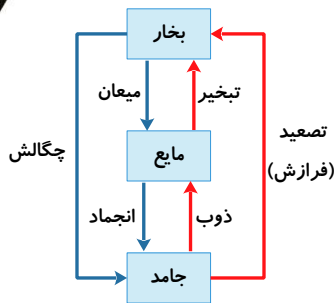 بخار
میعان
تبخیر
تصعید
(فرازش)
چگالش
مایع
انجماد
ذوب
جامد